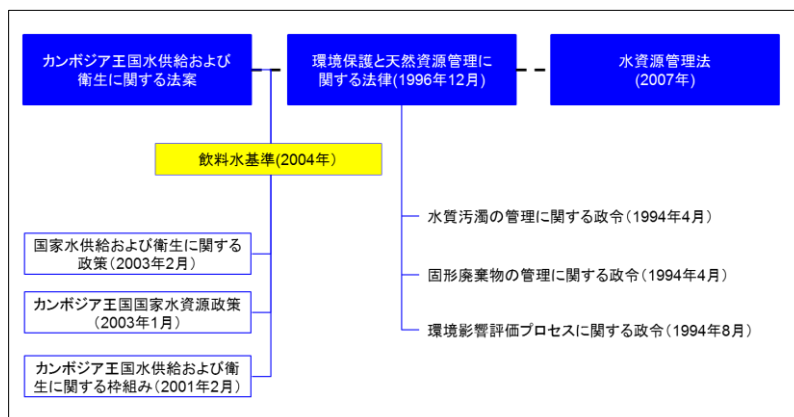 カンボジア王国水供給および
衛生に関する法案
環境保護と天然資源管理に
関する法律(1996年12月)
水資源管理法
(2007年)
飲料水基準(2004年)
水質汚濁の管理に関する政令(1994年4月)
国家水供給および衛生に関する
政策(2003年2月)
固形廃棄物の管理に関する政令(1994年4月)
カンボジア王国国家水資源政策
(2003年1月)
環境影響評価プロセスに関する政令(1994年8月)
カンボジア王国水供給および衛
生に関する枠組み(2001年2月)